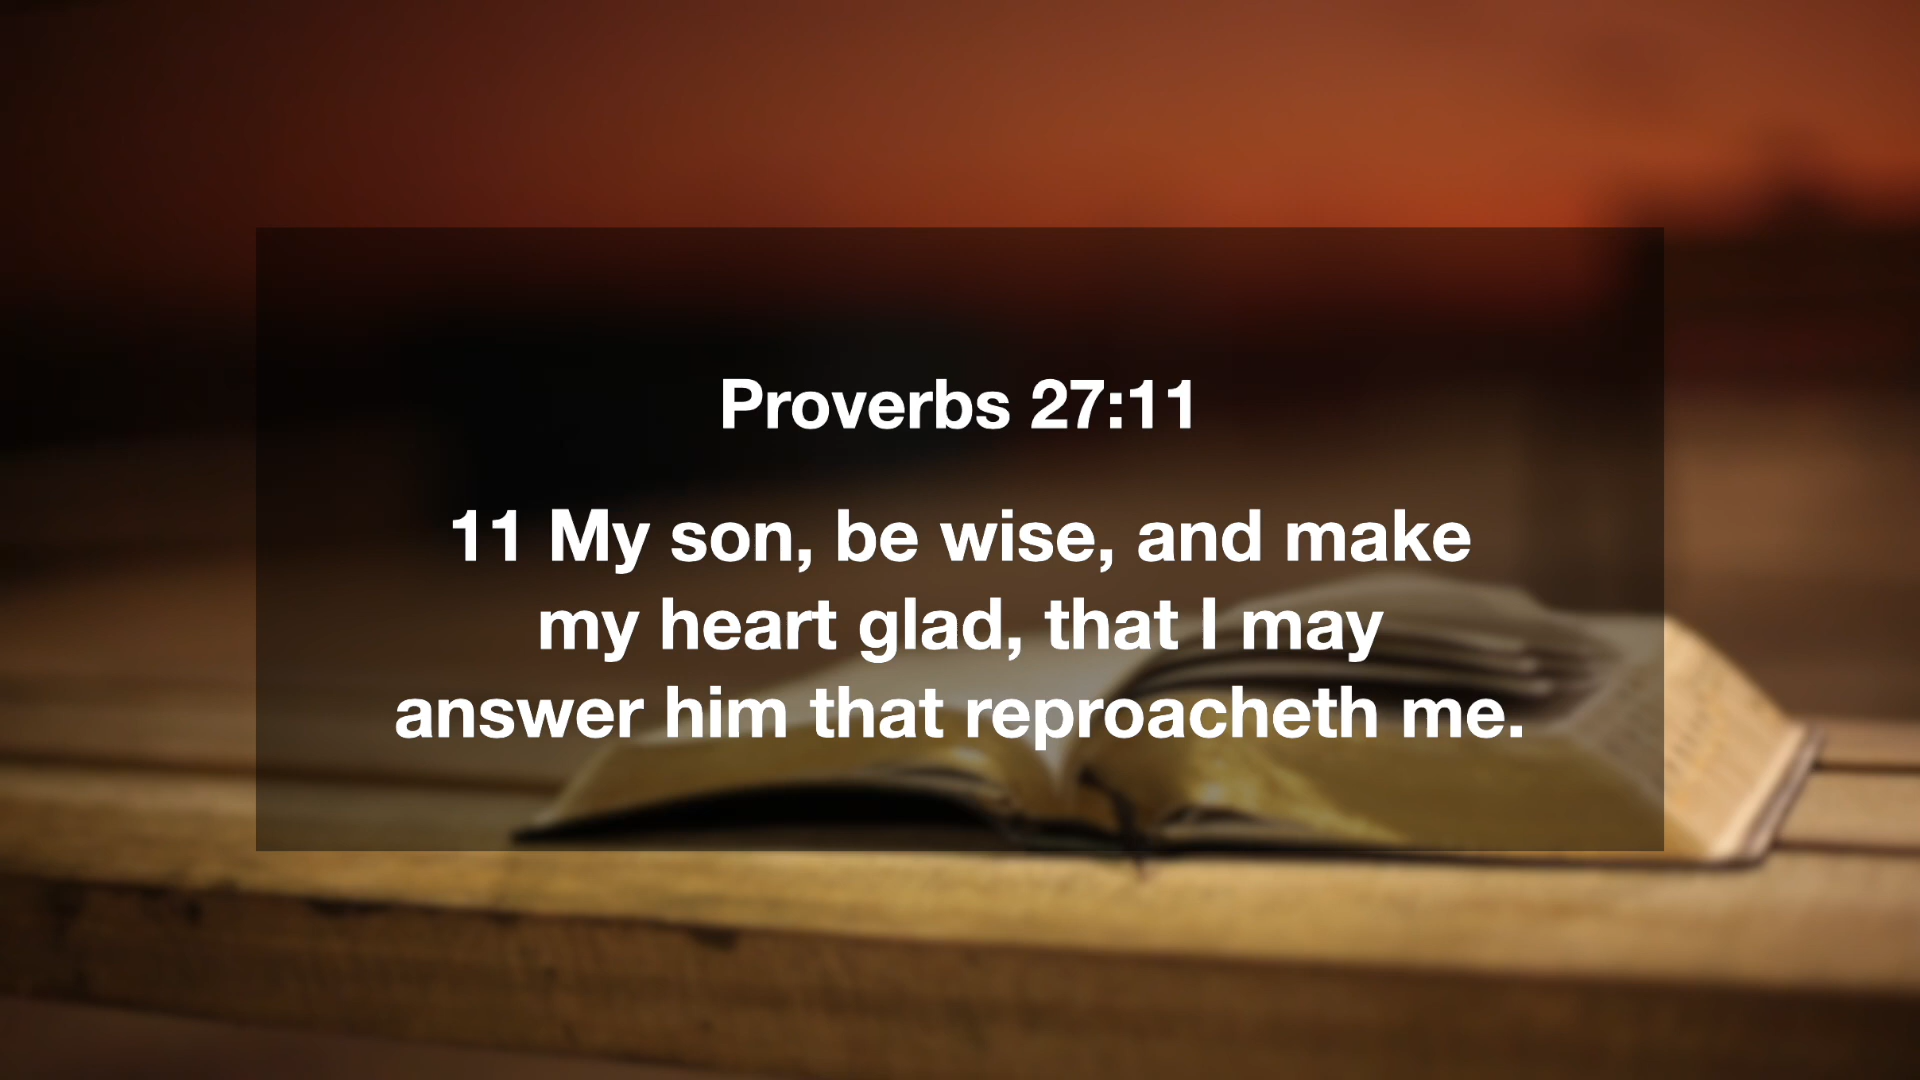 Proverbs 27:11
11 My son, be wise, and make
my heart glad, that I may
answer him that reproacheth me.